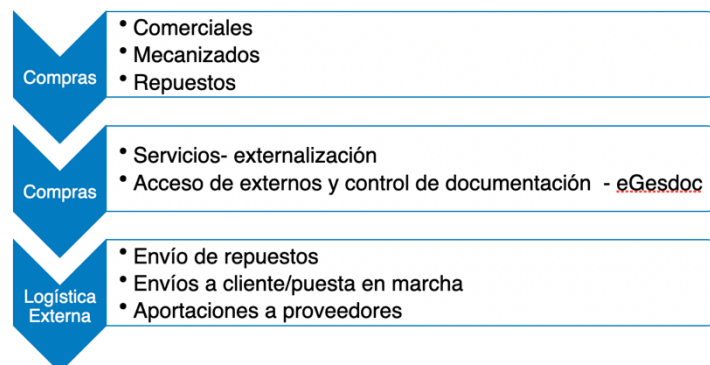 Compras
• Comerciales
• Mecanizados
• Repuestos
Compras
• Servicios- externalización
• Acceso de externos y control de documentación - eGesdoc
Logística
Externa
• Envío de repuestos
• Envíos a cliente/puesta en marcha
• Aportaciones a proveedores